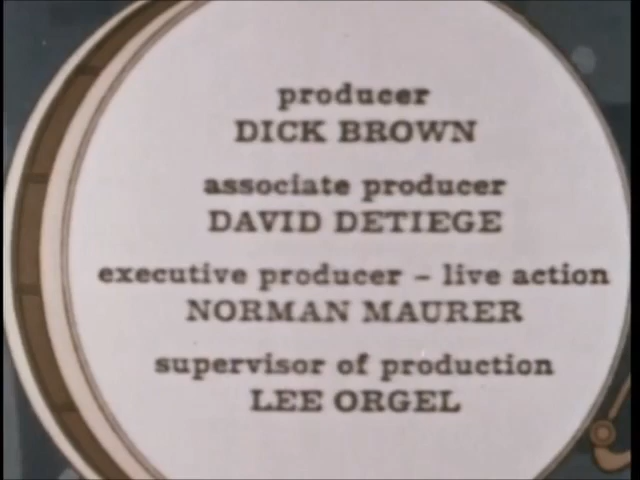 producer
DICK BROWN
associate producer
DAVID DETIEGE
executive producer – live action
NORMAN MAURER
supervisor of production
LEE ORGEL